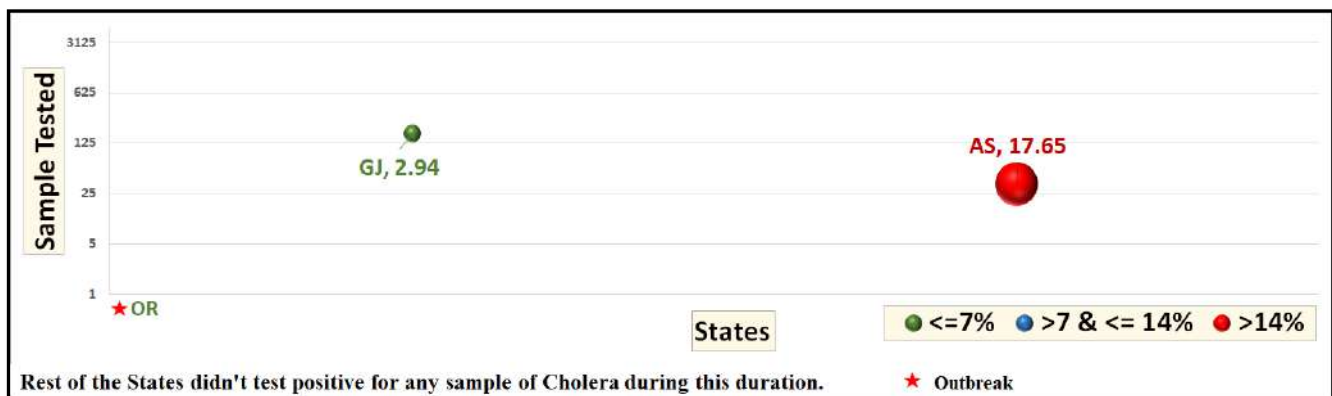 3125
625
125
25
5
1
Sample Tested
GJ, 2.94
AS, 17.65
★OR
States
<=7% >7 & <= 14% >14%
Rest of the States didn't test positive for any sample of Cholera during this duration.
★ Outbreak